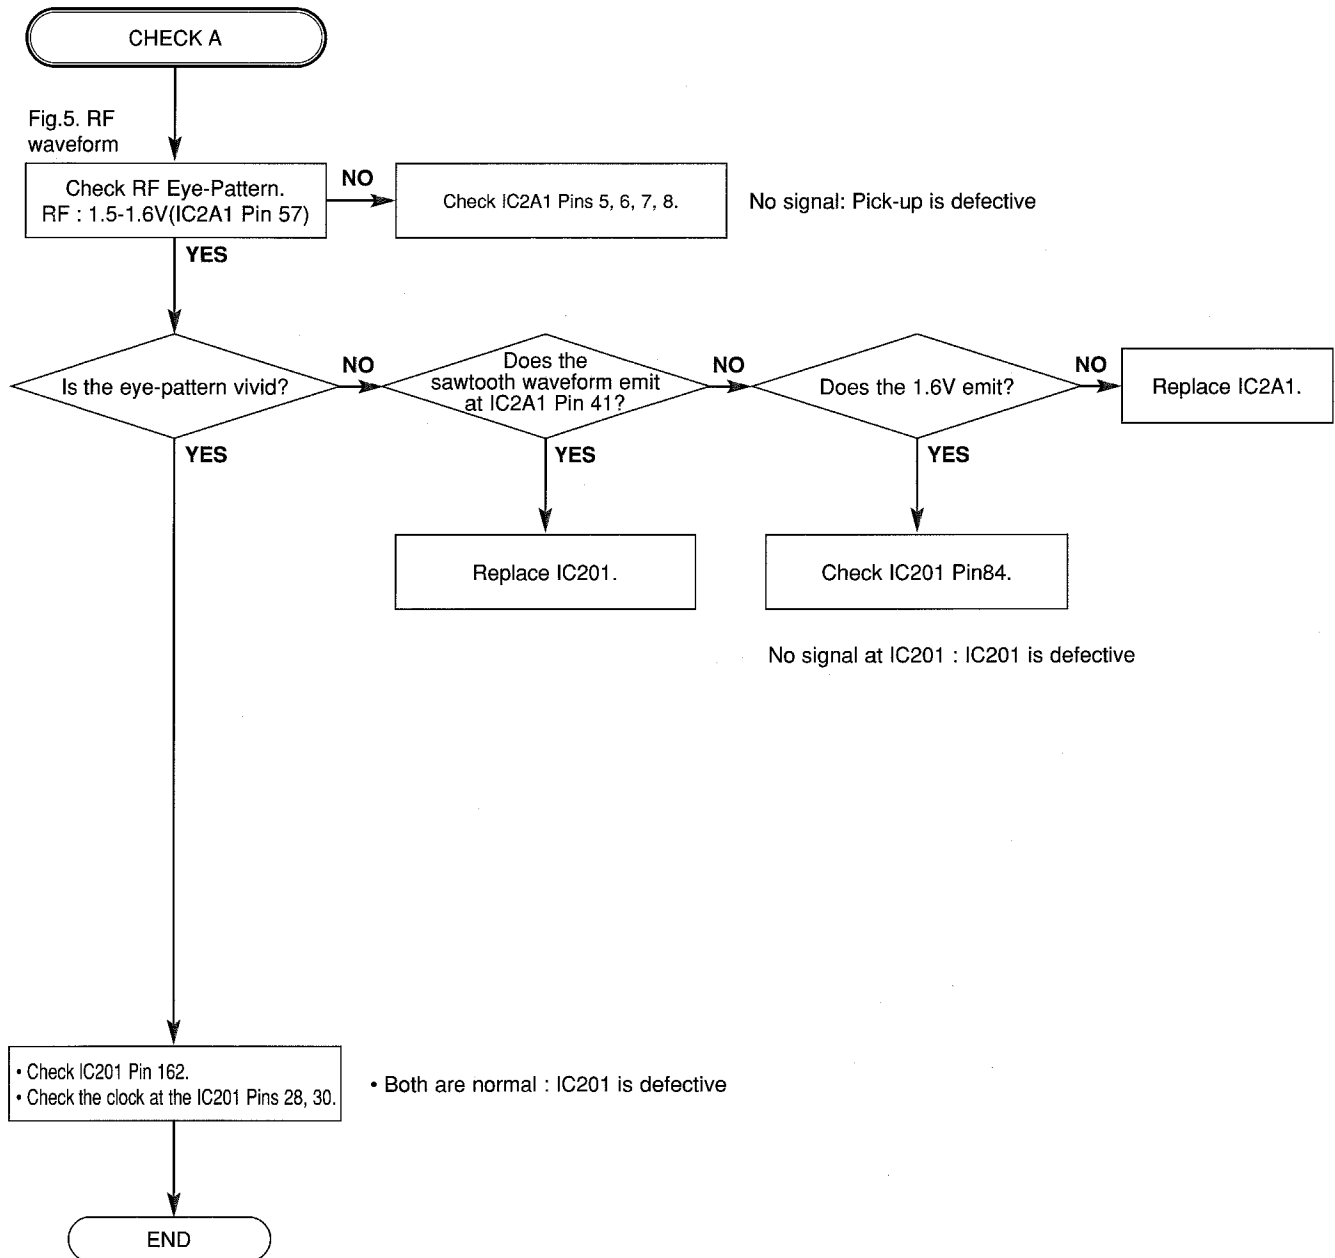 CHECK A
Fig.5. RF
waveform
Check RF Eye-Pattern.
RF : 1.5-1.6V(IC2A1 Pin 57)
NO
Check IC2A1 Pins 5, 6, 7, 8.
No signal: Pick-up is defective
YES
Is the eye-pattern vivid?
NO
Does the
sawtooth waveform emit
at IC2A1 Pin 41?
NO
Does the 1.6V emit?
NO
Replace IC2A1.
YES
YES
YES
Replace IC201.
Check IC201 Pin84.
No signal at IC201 : IC201 is defective
• Check IC201 Pin 162.
• Check the clock at the IC201 Pins 28, 30.
• Both are normal : IC201 is defective
END